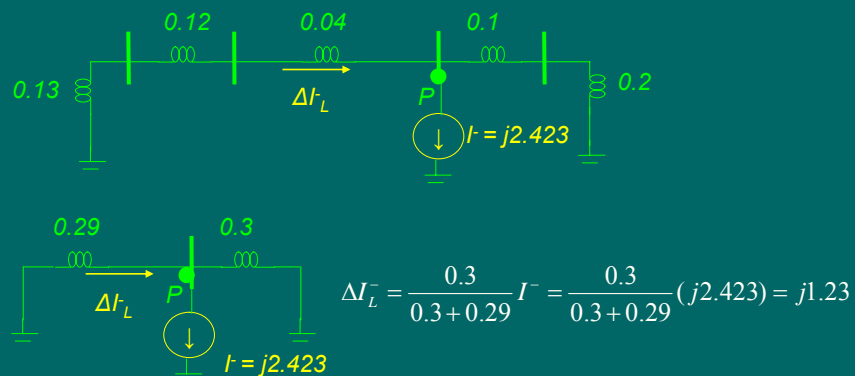 0.12
0.04
0.1
0.13
ΔI⁻L
P
0.2
I⁻ = j2.423
0.29
0.3
ΔI⁻L
P
I⁻ = j2.423
ΔI_L⁻ = 0.3/(0.3 + 0.29) I⁻ = 0.3/(0.3 + 0.29) (j2.423) = j1.23